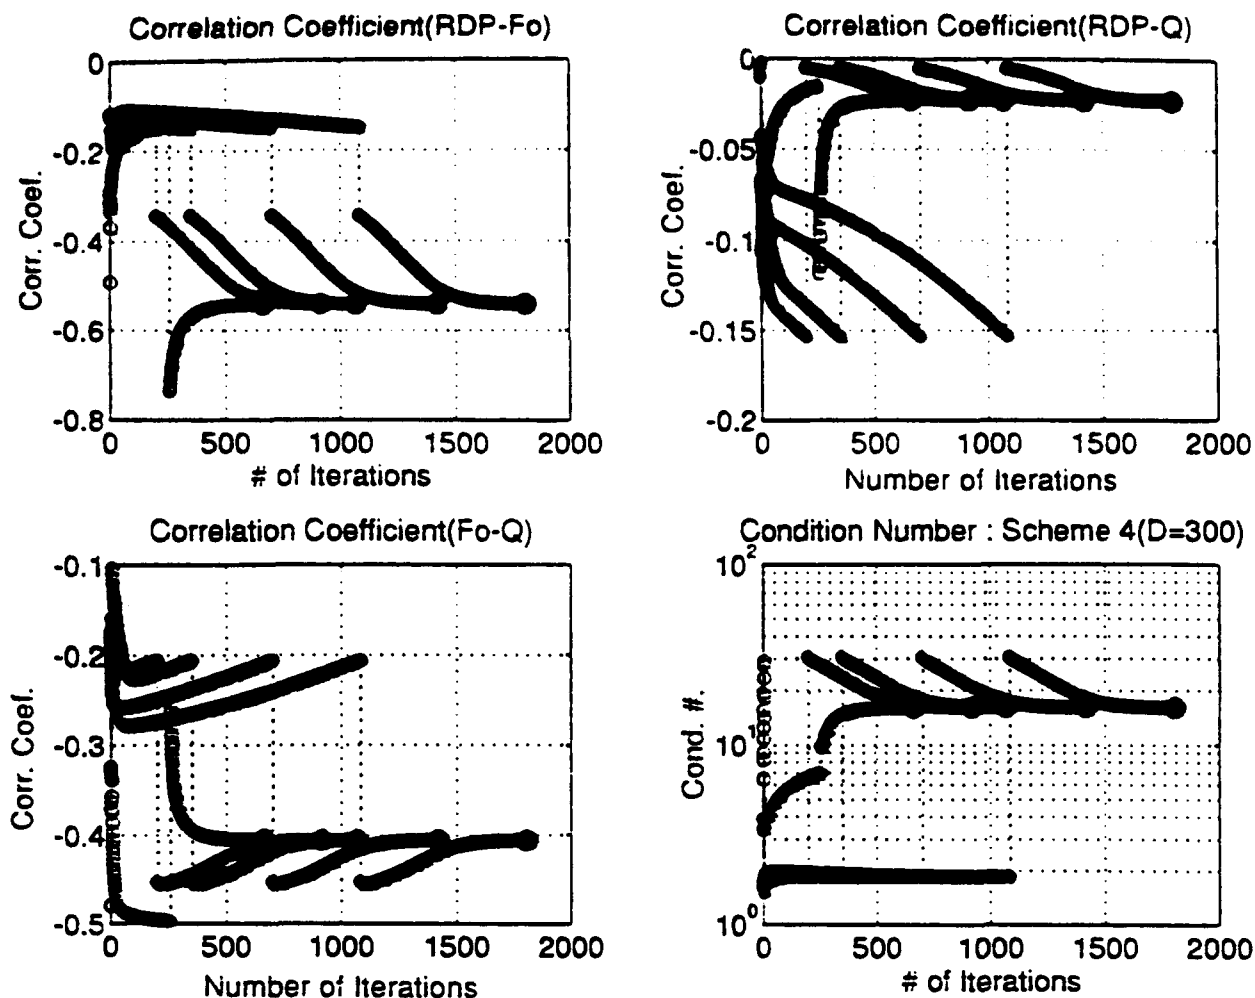 Correlation Coefficient(RDP-Fo)
0
-0.2
-0.4
-0.6
-0.8
Corr. Coef.
0 500 1000 1500 2000
# of Iterations
Correlation Coefficient(RDP-Q)
0
-0.05
-0.1
-0.15
-0.2
Corr. Coef.
0 500 1000 1500 2000
Number of Iterations
Correlation Coefficient(Fo-Q)
-0.1
-0.2
-0.3
-0.4
-0.5
Corr. Coef.
0 500 1000 1500 2000
Number of Iterations
Condition Number : Scheme 4(D=300)
10^2
10^1
10^0
Cond. #.
0 500 1000 1500 2000
# of Iterations